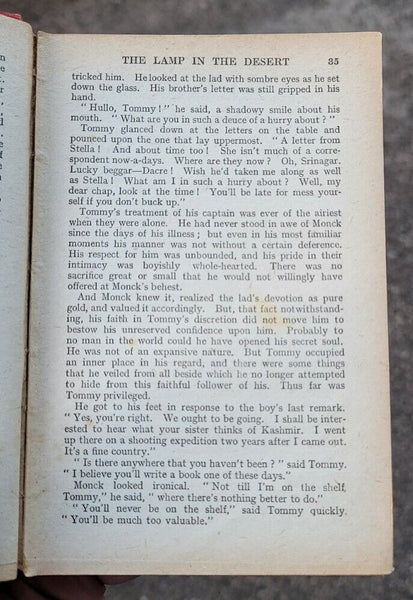 THE LAMP IN THE DESERT 35
tricked him. He looked at the lad with sombre eyes as he set
down the glass. His brother's letter was still gripped in his
hand.
" Hullo, Tommy ! " he said, a shadowy smile about his
mouth. " What are you in such a deuce of a hurry about ? "
Tommy glanced down at the letters on the table and
pounced upon the one that lay uppermost. " A letter from
Stella ! And about time too ! She isn't much of a corre-
spondent now-a-days. Where are they now ? Oh, Srinagar.
Lucky beggar—Dacre ! Wish he'd taken me along as well
as Stella ! What am I in such a hurry about ? Well, my
dear chap, look at the time ! You'll be late for mess your-
self if you don't buck up."
Tommy's treatment of his captain was ever of the airiest
when they were alone. He had never stood in awe of Monck
since the days of his illness ; but even in his most familiar
moments his manner was not without a certain deference.
His respect for him was unbounded, and his pride in their
intimacy was boyishly whole-hearted. There was no
sacrifice great or small that he would not willingly have
offered at Monck's behest.
And Monck knew it, realized the lad's devotion as pure
gold, and valued it accordingly. But, that fact notwithstand-
ing, his faith in Tommy's discretion did not move him to
bestow his unreserved confidence upon him. Probably to
no man in the world could he have opened his secret soul.
He was not of an expansive nature. But Tommy occupied
an inner place in his regard, and there were some things
that he veiled from all beside which he no longer attempted
to hide from this faithful follower of his. Thus far was
Tommy privileged.
He got to his feet in response to the boy's last remark.
" Yes, you're right. We ought to be going. I shall be inter-
ested to hear what your sister thinks of Kashmir. I went
up there on a shooting expedition two years after I came out.
It's a fine country."
" Is there anywhere that you haven't been ? " said Tommy.
" I believe you'll write a book one of these days."
Monck looked ironical. " Not till I'm on the shelf,
Tommy," he said, " where there's nothing better to do."
" You'll never be on the shelf," said Tommy quickly.
" You'll be much too valuable."